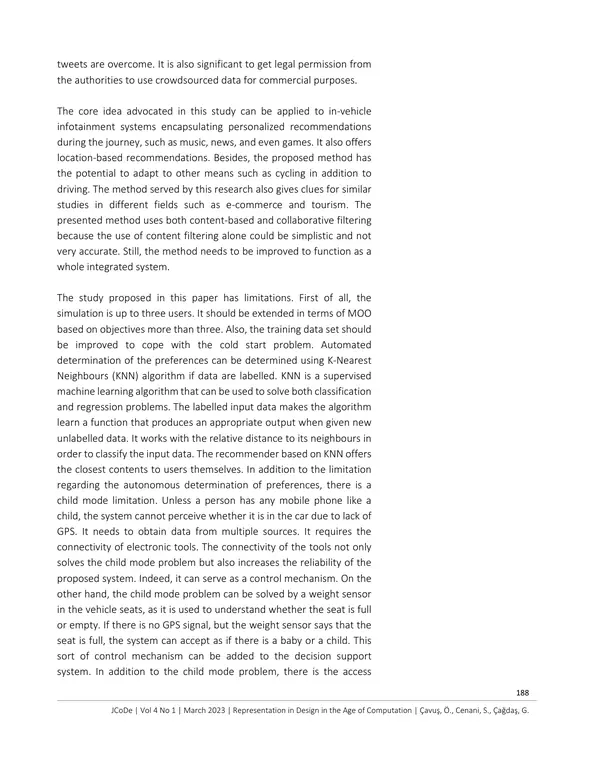 tweets are overcome. It is also significant to get legal permission from
the authorities to use crowdsourced data for commercial purposes.
The core idea advocated in this study can be applied to in-vehicle
infotainment systems encapsulating personalized recommendations
during the journey, such as music, news, and even games. It also offers
location-based recommendations. Besides, the proposed method has
the potential to adapt to other means such as cycling in addition to
driving. The method served by this research also gives clues for similar
studies in different fields such as e-commerce and tourism. The
presented method uses both content-based and collaborative filtering
because the use of content filtering alone could be simplistic and not
very accurate. Still, the method needs to be improved to function as a
whole integrated system.
The study proposed in this paper has limitations. First of all, the
simulation is up to three users. It should be extended in terms of MOO
based on objectives more than three. Also, the training data set should
be improved to cope with the cold start problem. Automated
determination of the preferences can be determined using K-Nearest
Neighbours (KNN) algorithm if data are labelled. KNN is a supervised
machine learning algorithm that can be used to solve both classification
and regression problems. The labelled input data makes the algorithm
learn a function that produces an appropriate output when given new
unlabelled data. It works with the relative distance to its neighbours in
order to classify the input data. The recommender based on KNN offers
the closest contents to users themselves. In addition to the limitation
regarding the autonomous determination of preferences, there is a
child mode limitation. Unless a person has any mobile phone like a
child, the system cannot perceive whether it is in the car due to lack of
GPS. It needs to obtain data from multiple sources. It requires the
connectivity of electronic tools. The connectivity of the tools not only
solves the child mode problem but also increases the reliability of the
proposed system. Indeed, it can serve as a control mechanism. On the
other hand, the child mode problem can be solved by a weight sensor
in the vehicle seats, as it is used to understand whether the seat is full
or empty. If there is no GPS signal, but the weight sensor says that the
seat is full, the system can accept as if there is a baby or a child. This
sort of control mechanism can be added to the decision support
system. In addition to the child mode problem, there is the access
188
JCoDe | Vol 4 No 1 | March 2023 | Representation in Design in the Age of Computation | Çavuş, Ö., Cenani, S., Çağdaş, G.